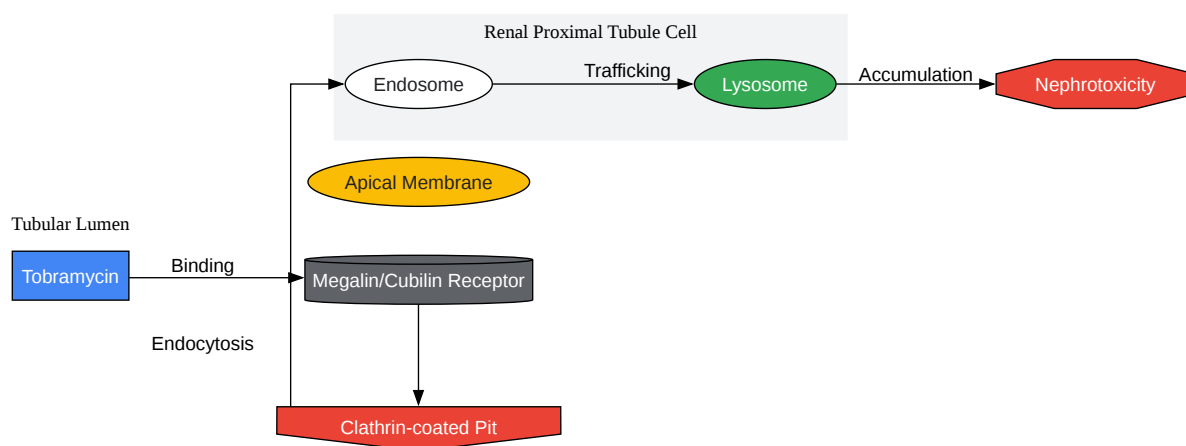 Renal Proximal Tubule Cell
Endosome
Trafficking
Lysosome
Accumulation
Nephrotoxicity
Apical Membrane
Tubular Lumen
Tobramycin
Binding
Megalin/Cubilin Receptor
Endocytosis
Clathrin-coated Pit